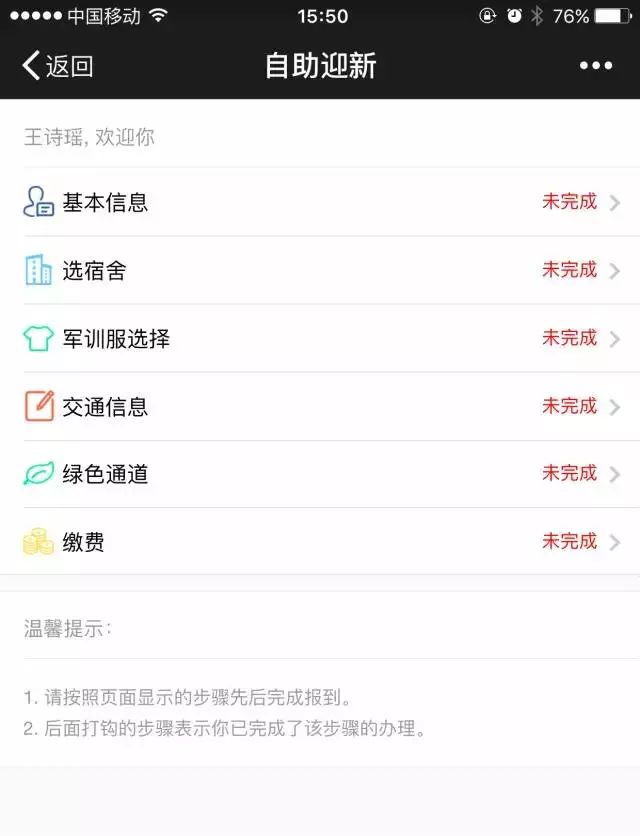 中国移动 15:50 76%
返回 自助迎新
王诗瑶, 欢迎你
基本信息 未完成
选宿舍 未完成
军训服选择 未完成
交通信息 未完成
绿色通道 未完成
缴费 未完成
温馨提示:
1. 请按照页面显示的步骤先后完成报到。
2. 后面打钩的步骤表示你已完成了该步骤的办理。